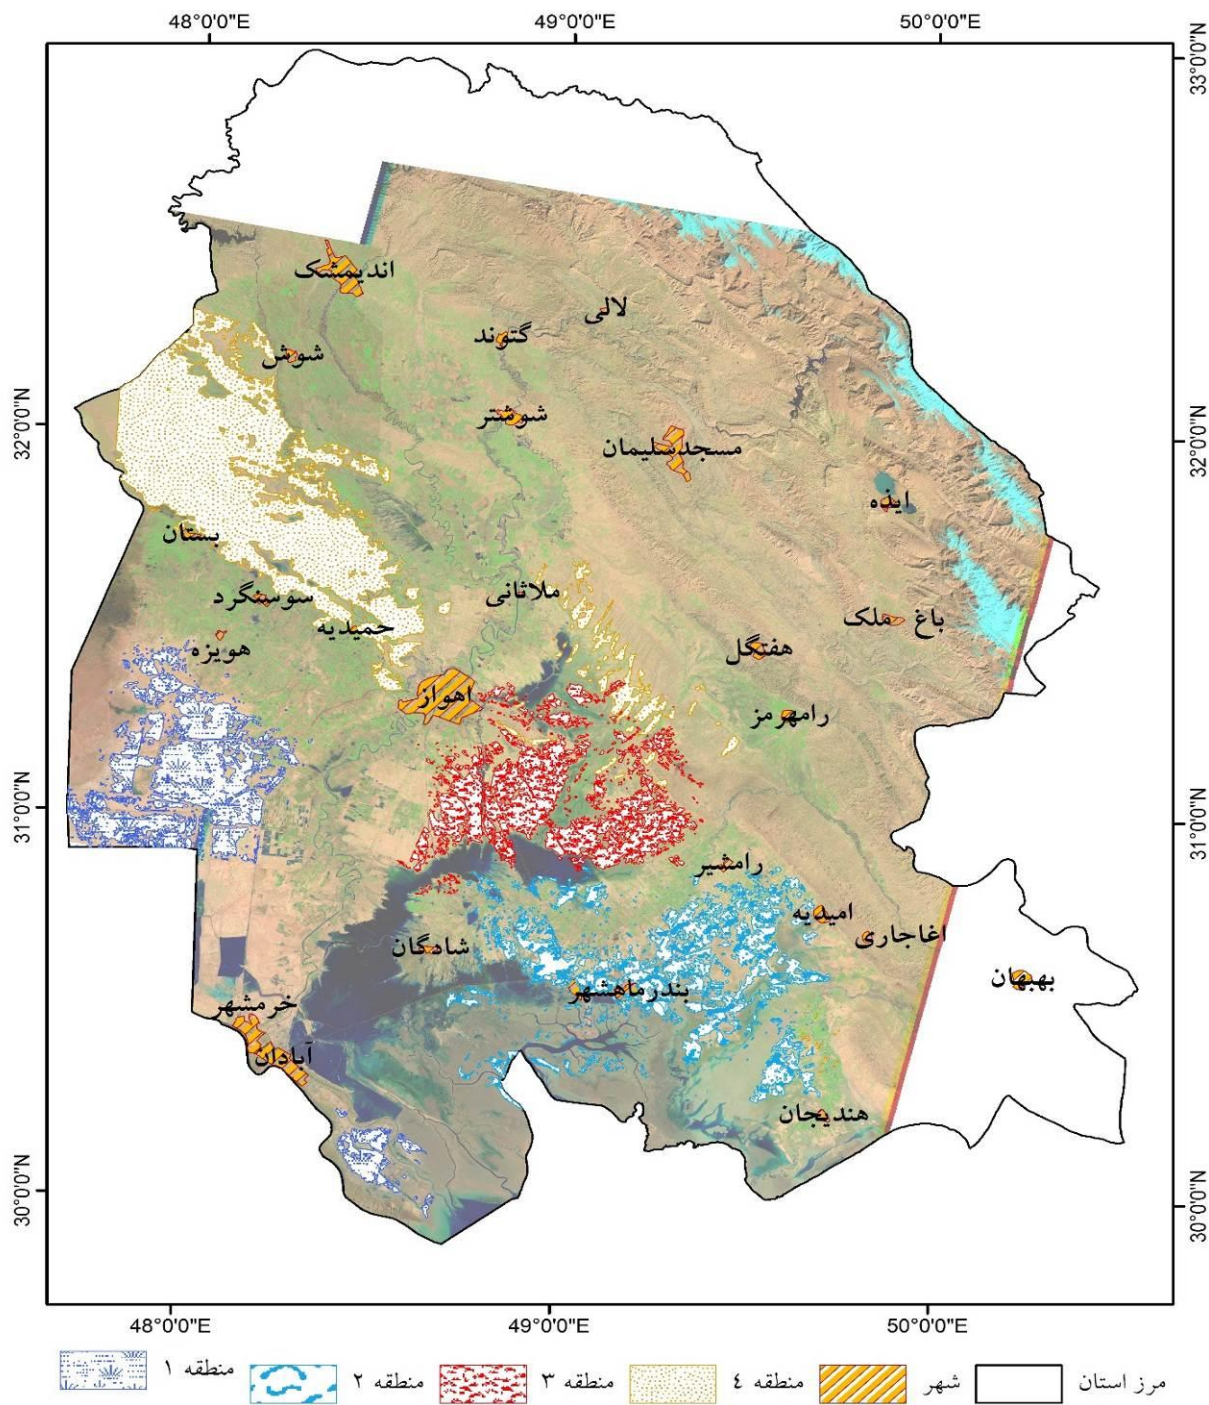 48°0'0"E 49°0'0"E 50°0'0"E
33°0'0"N
اندیمشک
لالی
گتوند
شوش
شوشتر
32°0'0"N 32°0'0"N
مسجدسلیمان
ایذه
بستان
ملاثانی
سوسنگرد
حمیدیه
باغ ملک
هویزه
هفتگل
اهواز
رامهرمز
31°0'0"N 31°0'0"N
رامشیر
امیدیه
اغاجاری
شادگان
بهبهان
بندرماهشهر
خرمشهر
آبادان
هندیجان
30°0'0"N 30°0'0"N
48°0'0"E 49°0'0"E 50°0'0"E
مرز استان شهر منطقه ٤ منطقه ۳ منطقه ۲ منطقه ۱